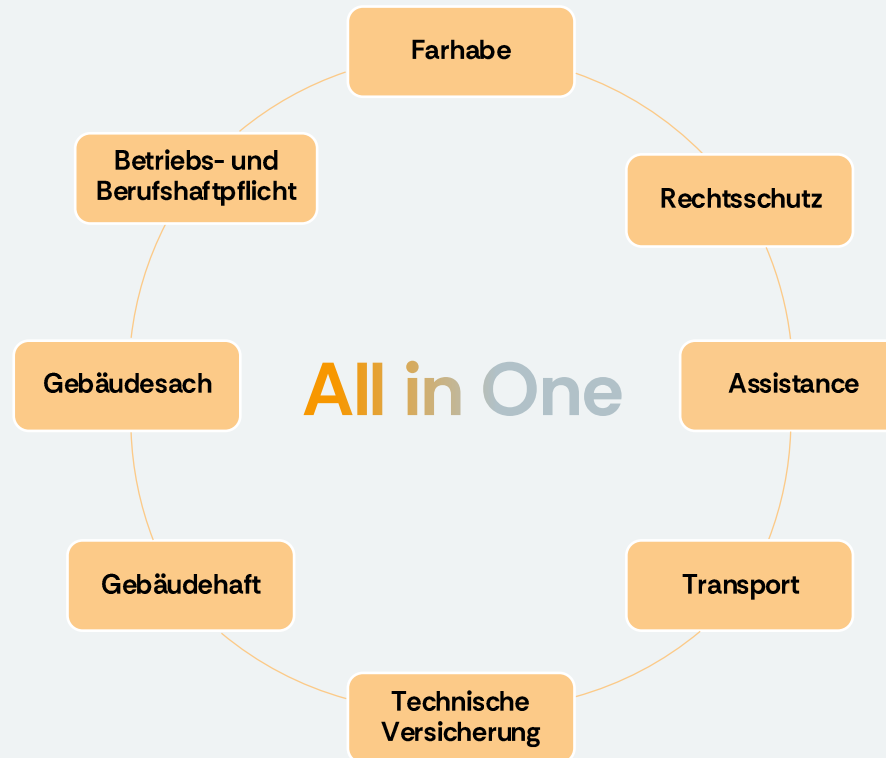 Farhabe
Betriebs- und
Berufshaftpflicht
Rechtsschutz
Gebäudesach
All in One
Assistance
Gebäudehaft
Transport
Technische
Versicherung